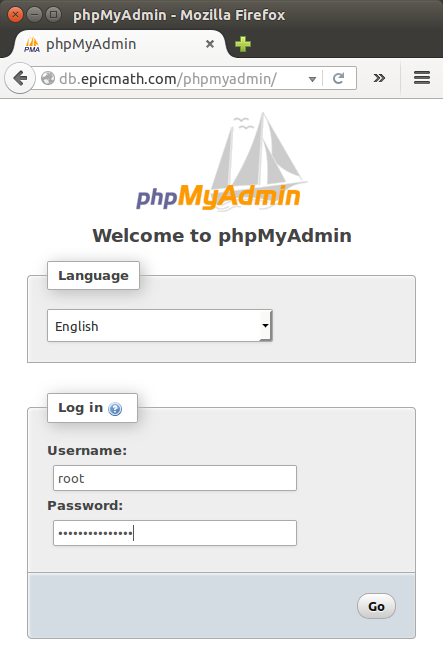 phpMyAdmin - Mozilla Firefox
PMA phpMyAdmin
db.epicmath.com/phpmyadmin/
phpMyAdmin
Welcome to phpMyAdmin
Language
English
Log in
Username:
root
Password:
•••••••••••••••
Go